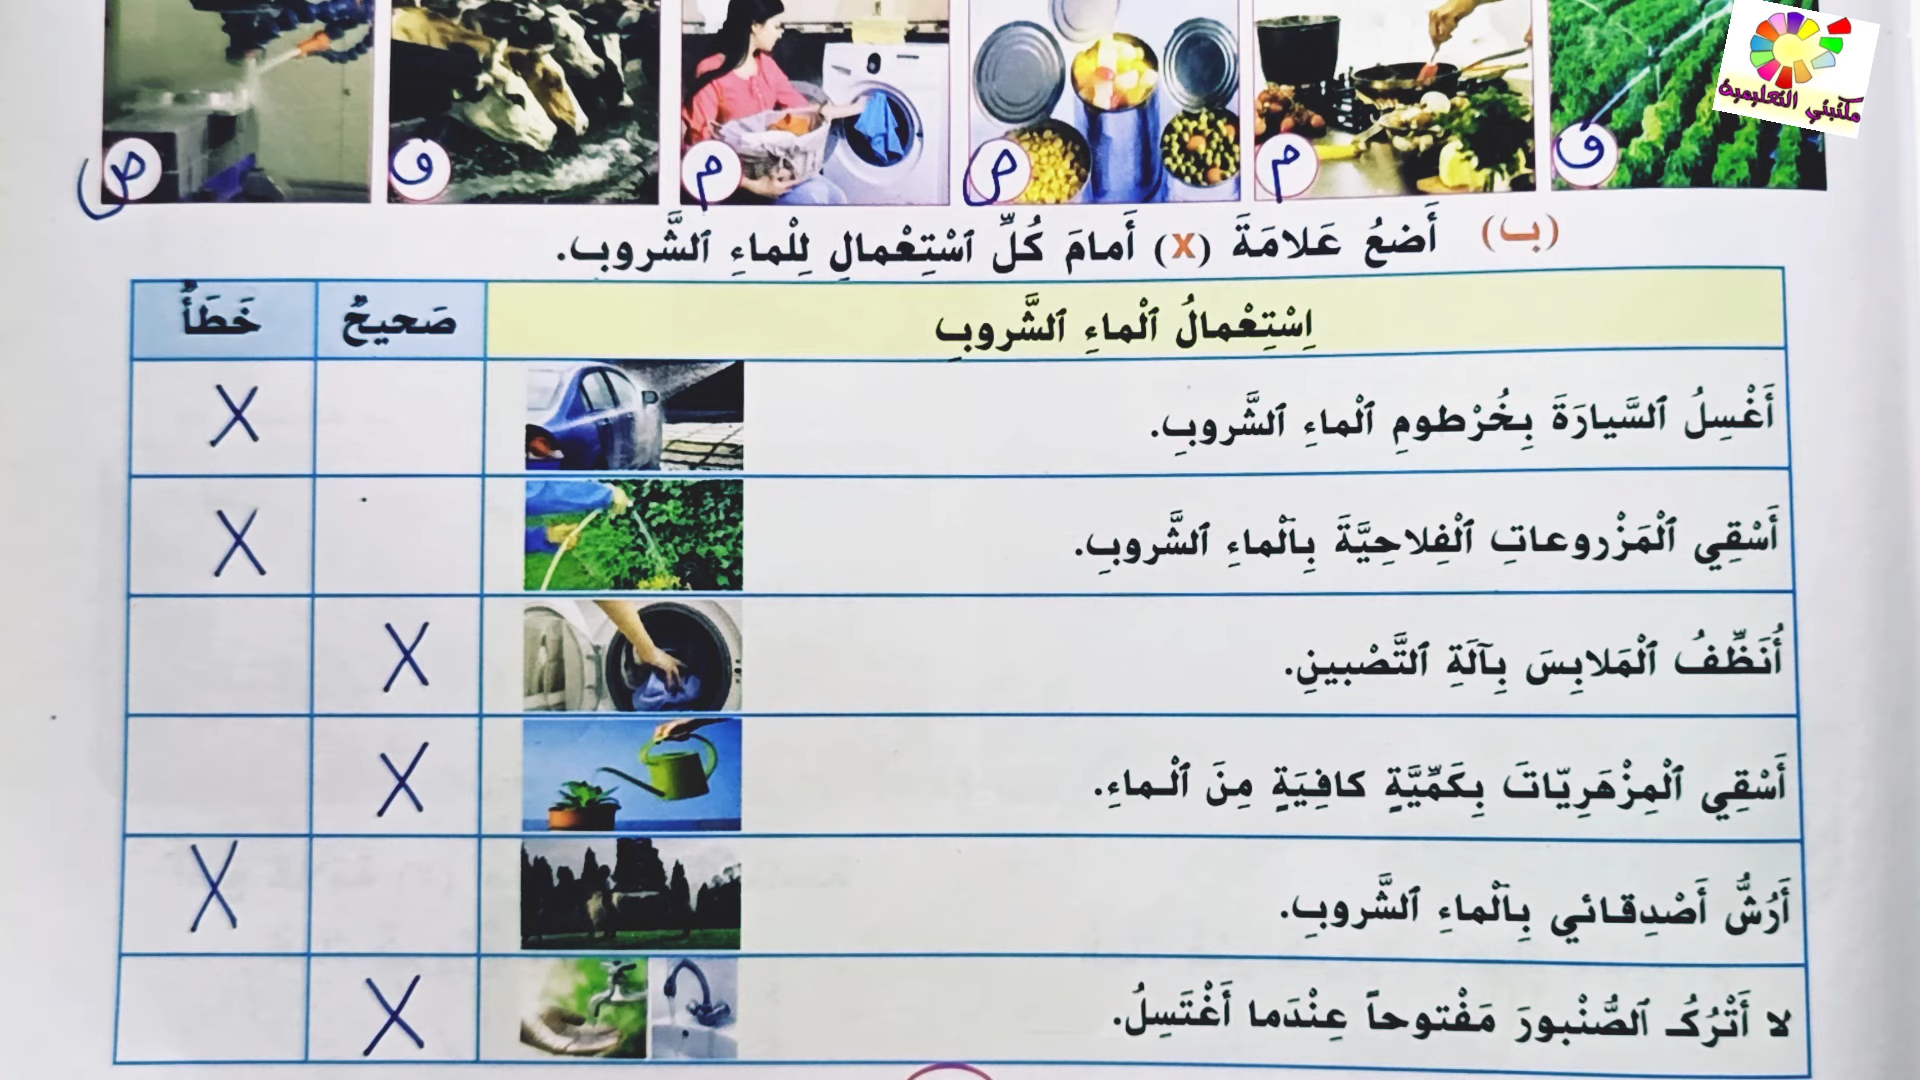 مكتبتي التعليمية
ف
م
ص
م
ف
ص
(ب) أَضعُ عَلامَةَ (x) أَمامَ كُلِّ ٱسْتِعْمالٍ لِلْماءِ ٱلشَّروبِ.
اِسْتِعْمالُ ٱلْماءِ ٱلشَّروبِ صَحيحٌ خَطَأٌ
أَغْسِلُ ٱلسَّيارَةَ بِخُرْطومِ ٱلْماءِ ٱلشَّروبِ. X
أَسْقِي ٱلْمَزْروعاتِ ٱلْفِلاحِيَّةَ بِٱلْماءِ ٱلشَّروبِ. X
أُنَظِّفُ ٱلْمَلابِسَ بِآلَةِ ٱلتَّصْبينِ. X
أَسْقِي ٱلْمِزْهَرِيّاتَ بِكَمِّيَّةٍ كافِيَةٍ مِنَ ٱلْـماءِ. X
أَرُشُّ أَصْدِقائي بِٱلْماءِ ٱلشَّروبِ. X
لا أَتْرُكُ ٱلصُّنْبورَ مَفْتوحاً عِنْدَما أَغْتَسِلُ. X